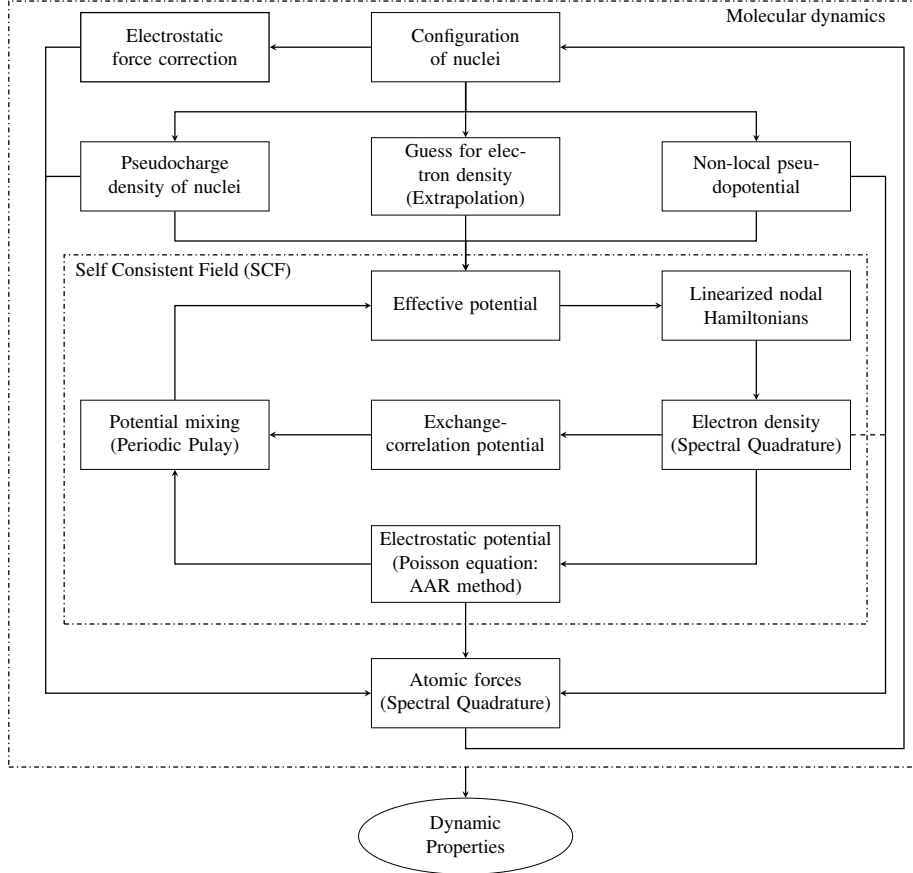 Molecular dynamics
Electrostatic
force correction
Configuration
of nuclei
Pseudocharge
density of nuclei
Guess for elec-
tron density
(Extrapolation)
Non-local pseu-
dopotential
Self Consistent Field (SCF)
Effective potential
Linearized nodal
Hamiltonians
Potential mixing
(Periodic Pulay)
Exchange-
correlation potential
Electron density
(Spectral Quadrature)
Electrostatic potential
(Poisson equation:
AAR method)
Atomic forces
(Spectral Quadrature)
Dynamic
Properties